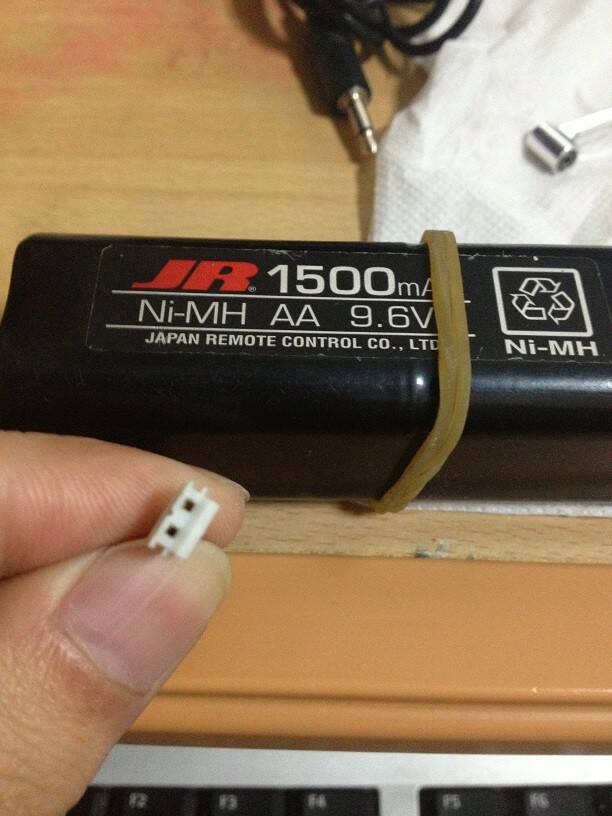 JR® 1500mA
Ni-MH AA 9.6V
JAPAN REMOTE CONTROL CO., LTD
Ni-MH
F2 F3 F4 F5 F6